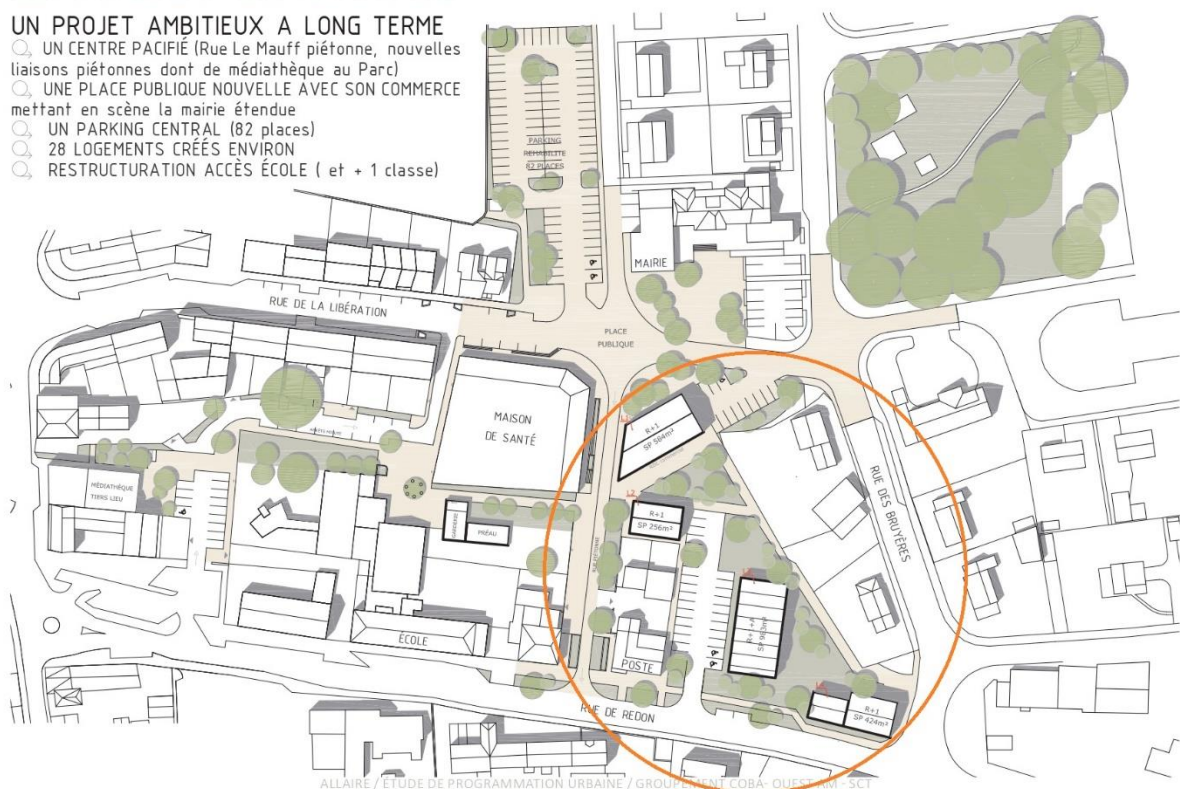 UN PROJET AMBITIEUX A LONG TERME
UN CENTRE PACIFIÉ (Rue Le Mauff piétonne, nouvelles
liaisons piétonnes dont de médiathèque au Parc)
UNE PLACE PUBLIQUE NOUVELLE AVEC SON COMMERCE
mettant en scène la mairie étendue
UN PARKING CENTRAL (82 places)
28 LOGEMENTS CRÉÉS ENVIRON
RESTRUCTURATION ACCÈS ÉCOLE ( et + 1 classe)
PARKING
RÉHABILITÉ
82 PLACES
MAIRIE
RUE DE LA LIBÉRATION
PLACE
PUBLIQUE
MAISON
DE SANTÉ
R+1
SP 584m²
RUE DES BRUYÈRES
MÉDIATHÈQUE
TIERS LIEU
GARDERIE
PRÉAU
R+1
SP 256m²
ÉCOLE
POSTE
R+1+A
R+1
SP 424m²
RUE DE REDON
ALLAIRE / ÉTUDE DE PROGRAMMATION URBAINE / GROUPEMENT COBA- OUEST AM - SCT